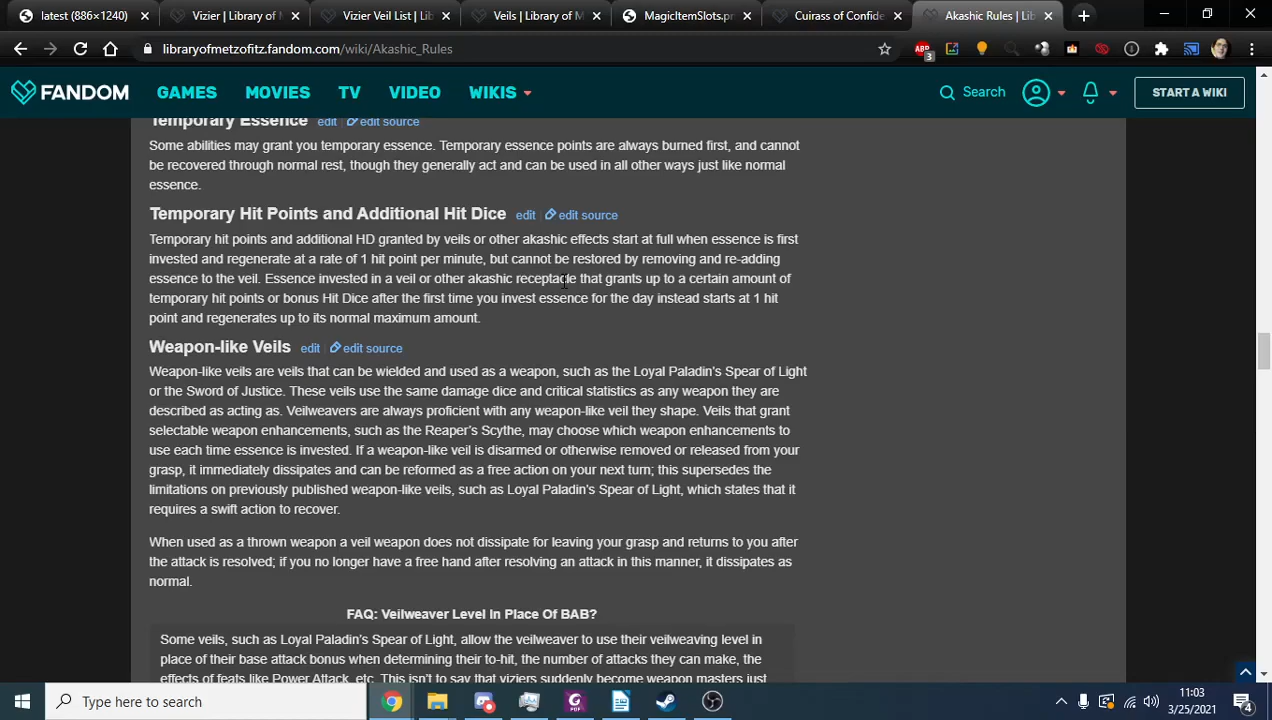 latest (886×1240)
Vizier | Library of M
Vizier Veil List | Lib
Veils | Library of M
MagicItemSlots.pr
Cuirass of Confide
Akashic Rules | Lib
libraryofmetzofitz.fandom.com/wiki/Akashic_Rules
ABP
3
FANDOM
GAMES
MOVIES
TV
VIDEO
WIKIS
Search
START A WIKI
Temporary Essence edit edit source
Some abilities may grant you temporary essence. Temporary essence points are always burned first, and cannot
be recovered through normal rest, though they generally act and can be used in all other ways just like normal
essence.
Temporary Hit Points and Additional Hit Dice edit edit source
Temporary hit points and additional HD granted by veils or other akashic effects start at full when essence is first
invested and regenerate at a rate of 1 hit point per minute, but cannot be restored by removing and re-adding
essence to the veil. Essence invested in a veil or other akashic receptacle that grants up to a certain amount of
temporary hit points or bonus Hit Dice after the first time you invest essence for the day instead starts at 1 hit
point and regenerates up to its normal maximum amount.
Weapon-like Veils edit edit source
Weapon-like veils are veils that can be wielded and used as a weapon, such as the Loyal Paladin's Spear of Light
or the Sword of Justice. These veils use the same damage dice and critical statistics as any weapon they are
described as acting as. Veilweavers are always proficient with any weapon-like veil they shape. Veils that grant
selectable weapon enhancements, such as the Reaper's Scythe, may choose which weapon enhancements to
use each time essence is invested. If a weapon-like veil is disarmed or otherwise removed or released from your
grasp, it immediately dissipates and can be reformed as a free action on your next turn; this supersedes the
limitations on previously published weapon-like veils, such as Loyal Paladin's Spear of Light, which states that it
requires a swift action to recover.
When used as a thrown weapon a veil weapon does not dissipate for leaving your grasp and returns to you after
the attack is resolved; if you no longer have a free hand after resolving an attack in this manner, it dissipates as
normal.
FAQ: Veilweaver Level In Place Of BAB?
Some veils, such as Loyal Paladin's Spear of Light, allow the veilweaver to use their veilweaving level in
place of their base attack bonus when determining their to-hit, the number of attacks they can make, the
effects of feats like Power Attack, etc. This isn't to say that viziers suddenly become weapon masters just
Type here to search
PDF
11:03
3/25/2021
4